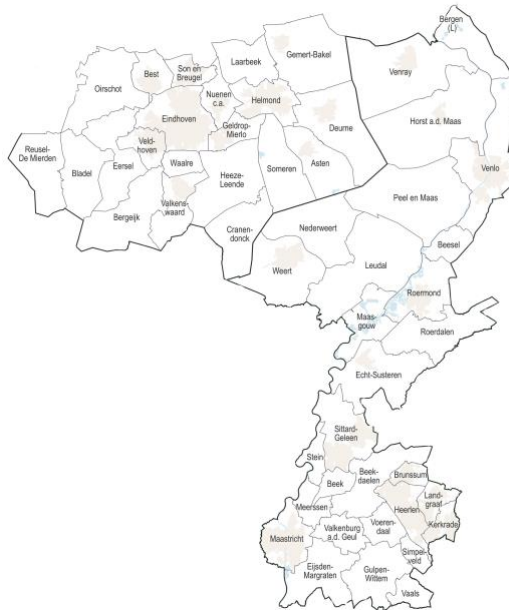 Bergen (L)
Gemert-Bakel
Laarbeek
Venray
Son en
Breugel
Best
Oirschot
Nuenen
c.a.
Helmond
Eindhoven
Deurne
Horst a.d. Maas
Geldrop-
Mierlo
Veld-
hoven
Reusel-
De Mierden
Waalre
Asten
Venlo
Eersel
Bladel
Heeze-
Leende
Someren
Valkens-
waard
Peel en Maas
Bergeijk
Nederweert
Cranen-
donck
Beesel
Leudal
Weert
Roermond
Maas-
gouw
Roerdalen
Echt-Susteren
Sittard-
Geleen
Stein
Beek-
daelen
Brunssum
Beek
Land-
graaf
Meerssen
Heerlen
Kerkrade
Valkenburg
a.d. Geul
Voeren-
daal
Maastricht
Simpel-
veld
Eijsden-
Margraten
Gulpen-
Wittem
Vaals